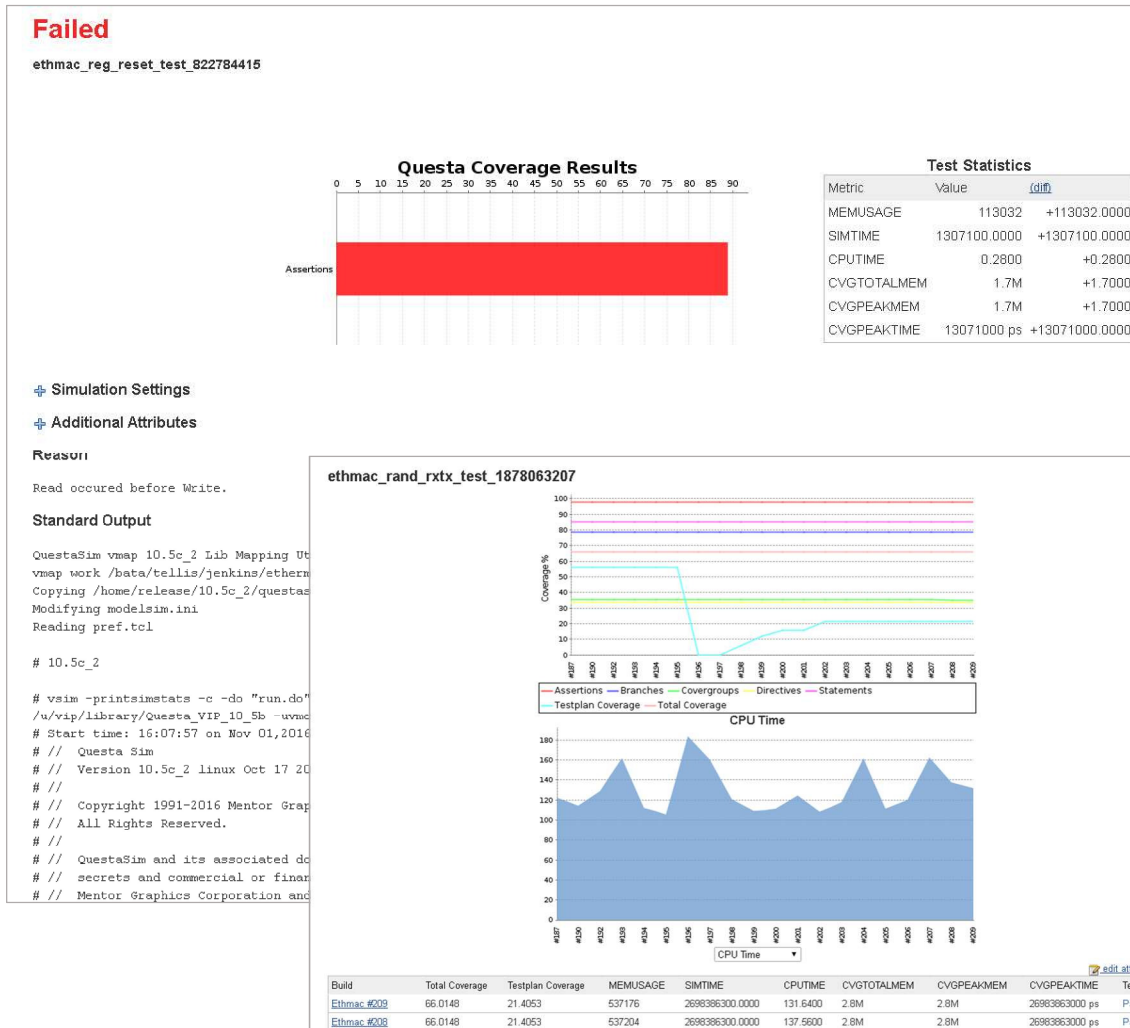 Failed
ethmac_reg_reset_test_822784415
Questa Coverage Results
0 5 10 15 20 25 30 35 40 45 50 55 60 65 70 75 80 85 90
Assertions
Test Statistics
Metric Value (diff)
MEMUSAGE 113032 +113032.0000
SIMTIME 1307100.0000 +1307100.0000
CPUTIME 0.2800 +0.2800
CVGTOTALMEM 1.7M +1.7000
CVGPEAKMEM 1.7M +1.7000
CVGPEAKTIME 13071000 ps +13071000.0000
Simulation Settings
Additional Attributes
Reason
Read occured before Write.
Standard Output
QuestaSim vmap 10.5c_2 Lib Mapping Ut
vmap work /bata/tellis/jenkins/ethern
Copying /home/release/10.5c_2/questas
Modifying modelsim.ini
Reading pref.tcl
# 10.5c_2
# vsim -printsimstats -c -do "run.do"
/u/vip/library/Questa_VIP_10_5b -uvmc
# Start time: 16:07:57 on Nov 01,2016
# // Questa Sim
# // Version 10.5c_2 linux Oct 17 20
# //
# // Copyright 1991-2016 Mentor Grap
# // All Rights Reserved.
# //
# // QuestaSim and its associated do
# // secrets and commercial or finan
# // Mentor Graphics Corporation and
ethmac_rand_rxtx_test_1878063207
100
90
80
70
60
50
40
30
20
10
0
Coverage %
#187 #190 #192 #193 #194 #195 #196 #197 #198 #199 #200 #201 #202 #203 #204 #205 #206 #207 #208 #209
Assertions Branches Covergroups Directives Statements
Testplan Coverage Total Coverage
CPU Time
180
160
140
120
100
80
60
40
20
0
#187 #190 #192 #193 #194 #195 #196 #197 #198 #199 #200 #201 #202 #203 #204 #205 #206 #207 #208 #209
CPU Time
edit att
Build Total Coverage Testplan Coverage MEMUSAGE SIMTIME CPUTIME CVGTOTALMEM CVGPEAKMEM CVGPEAKTIME Te
Ethmac #209 66.0148 21.4053 537176 2698386300.0000 131.6400 2.8M 2.8M 26983863000 ps P
Ethmac #208 66.0148 21.4053 537204 2698386300.0000 137.5600 2.8M 2.8M 26983863000 ps P